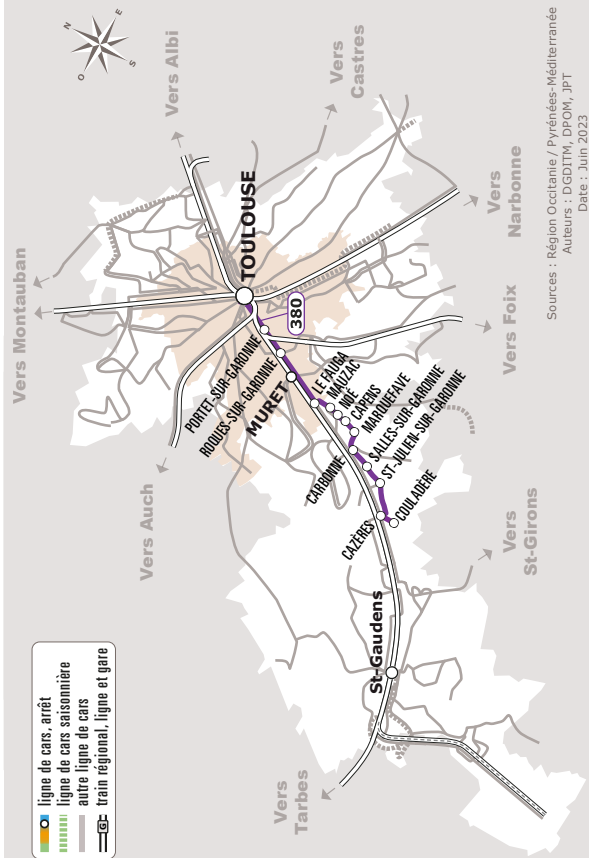 ligne de cars, arrêt
ligne de cars saisonnière
autre ligne de cars
G
train régional, ligne et gare
Vers Montauban
Vers Albi
Vers
Castres
Vers
Narbonne
Vers Foix
Vers
St-Girons
Vers
Tarbes
Vers Auch
N
E
S
O
TOULOUSE
380
PORTET-SUR-GARONNE
ROQUES-SUR-GARONNE
MURET
LE FAUGA
MAUZAC
NOÉ
CAPENS
MARQUEFAVE
CARBONNE
SALLES-SUR-GARONNE
ST-JULIEN-SUR-GARONNE
CAZÈRES
COULADÈRE
St-Gaudens
Sources : Région Occitanie / Pyrénées-Méditerranée
Auteurs : DGDITM, DPOM, JPT
Date : Juin 2023